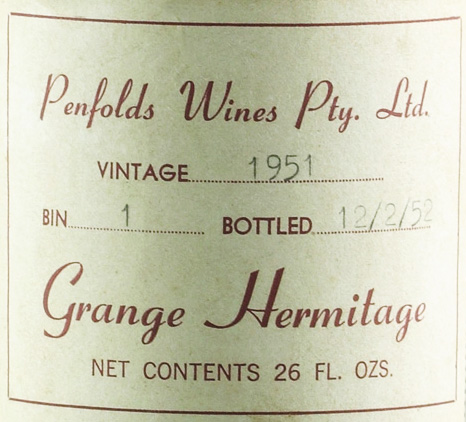 Penfolds Wines Pty. Ltd.
VINTAGE 1951
BIN 1 BOTTLED 12/2/52
Grange Hermitage
NET CONTENTS 26 FL. OZS.